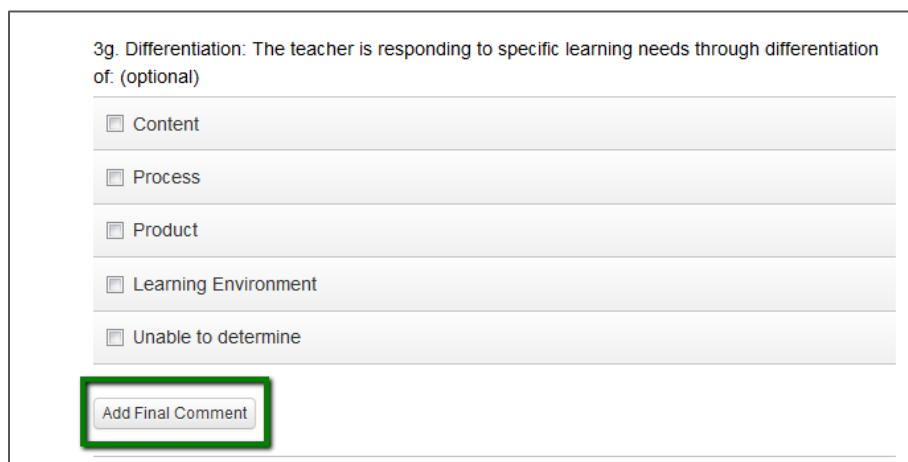 3g. Differentiation: The teacher is responding to specific learning needs through differentiation
of: (optional)
Content
Process
Product
Learning Environment
Unable to determine
Add Final Comment